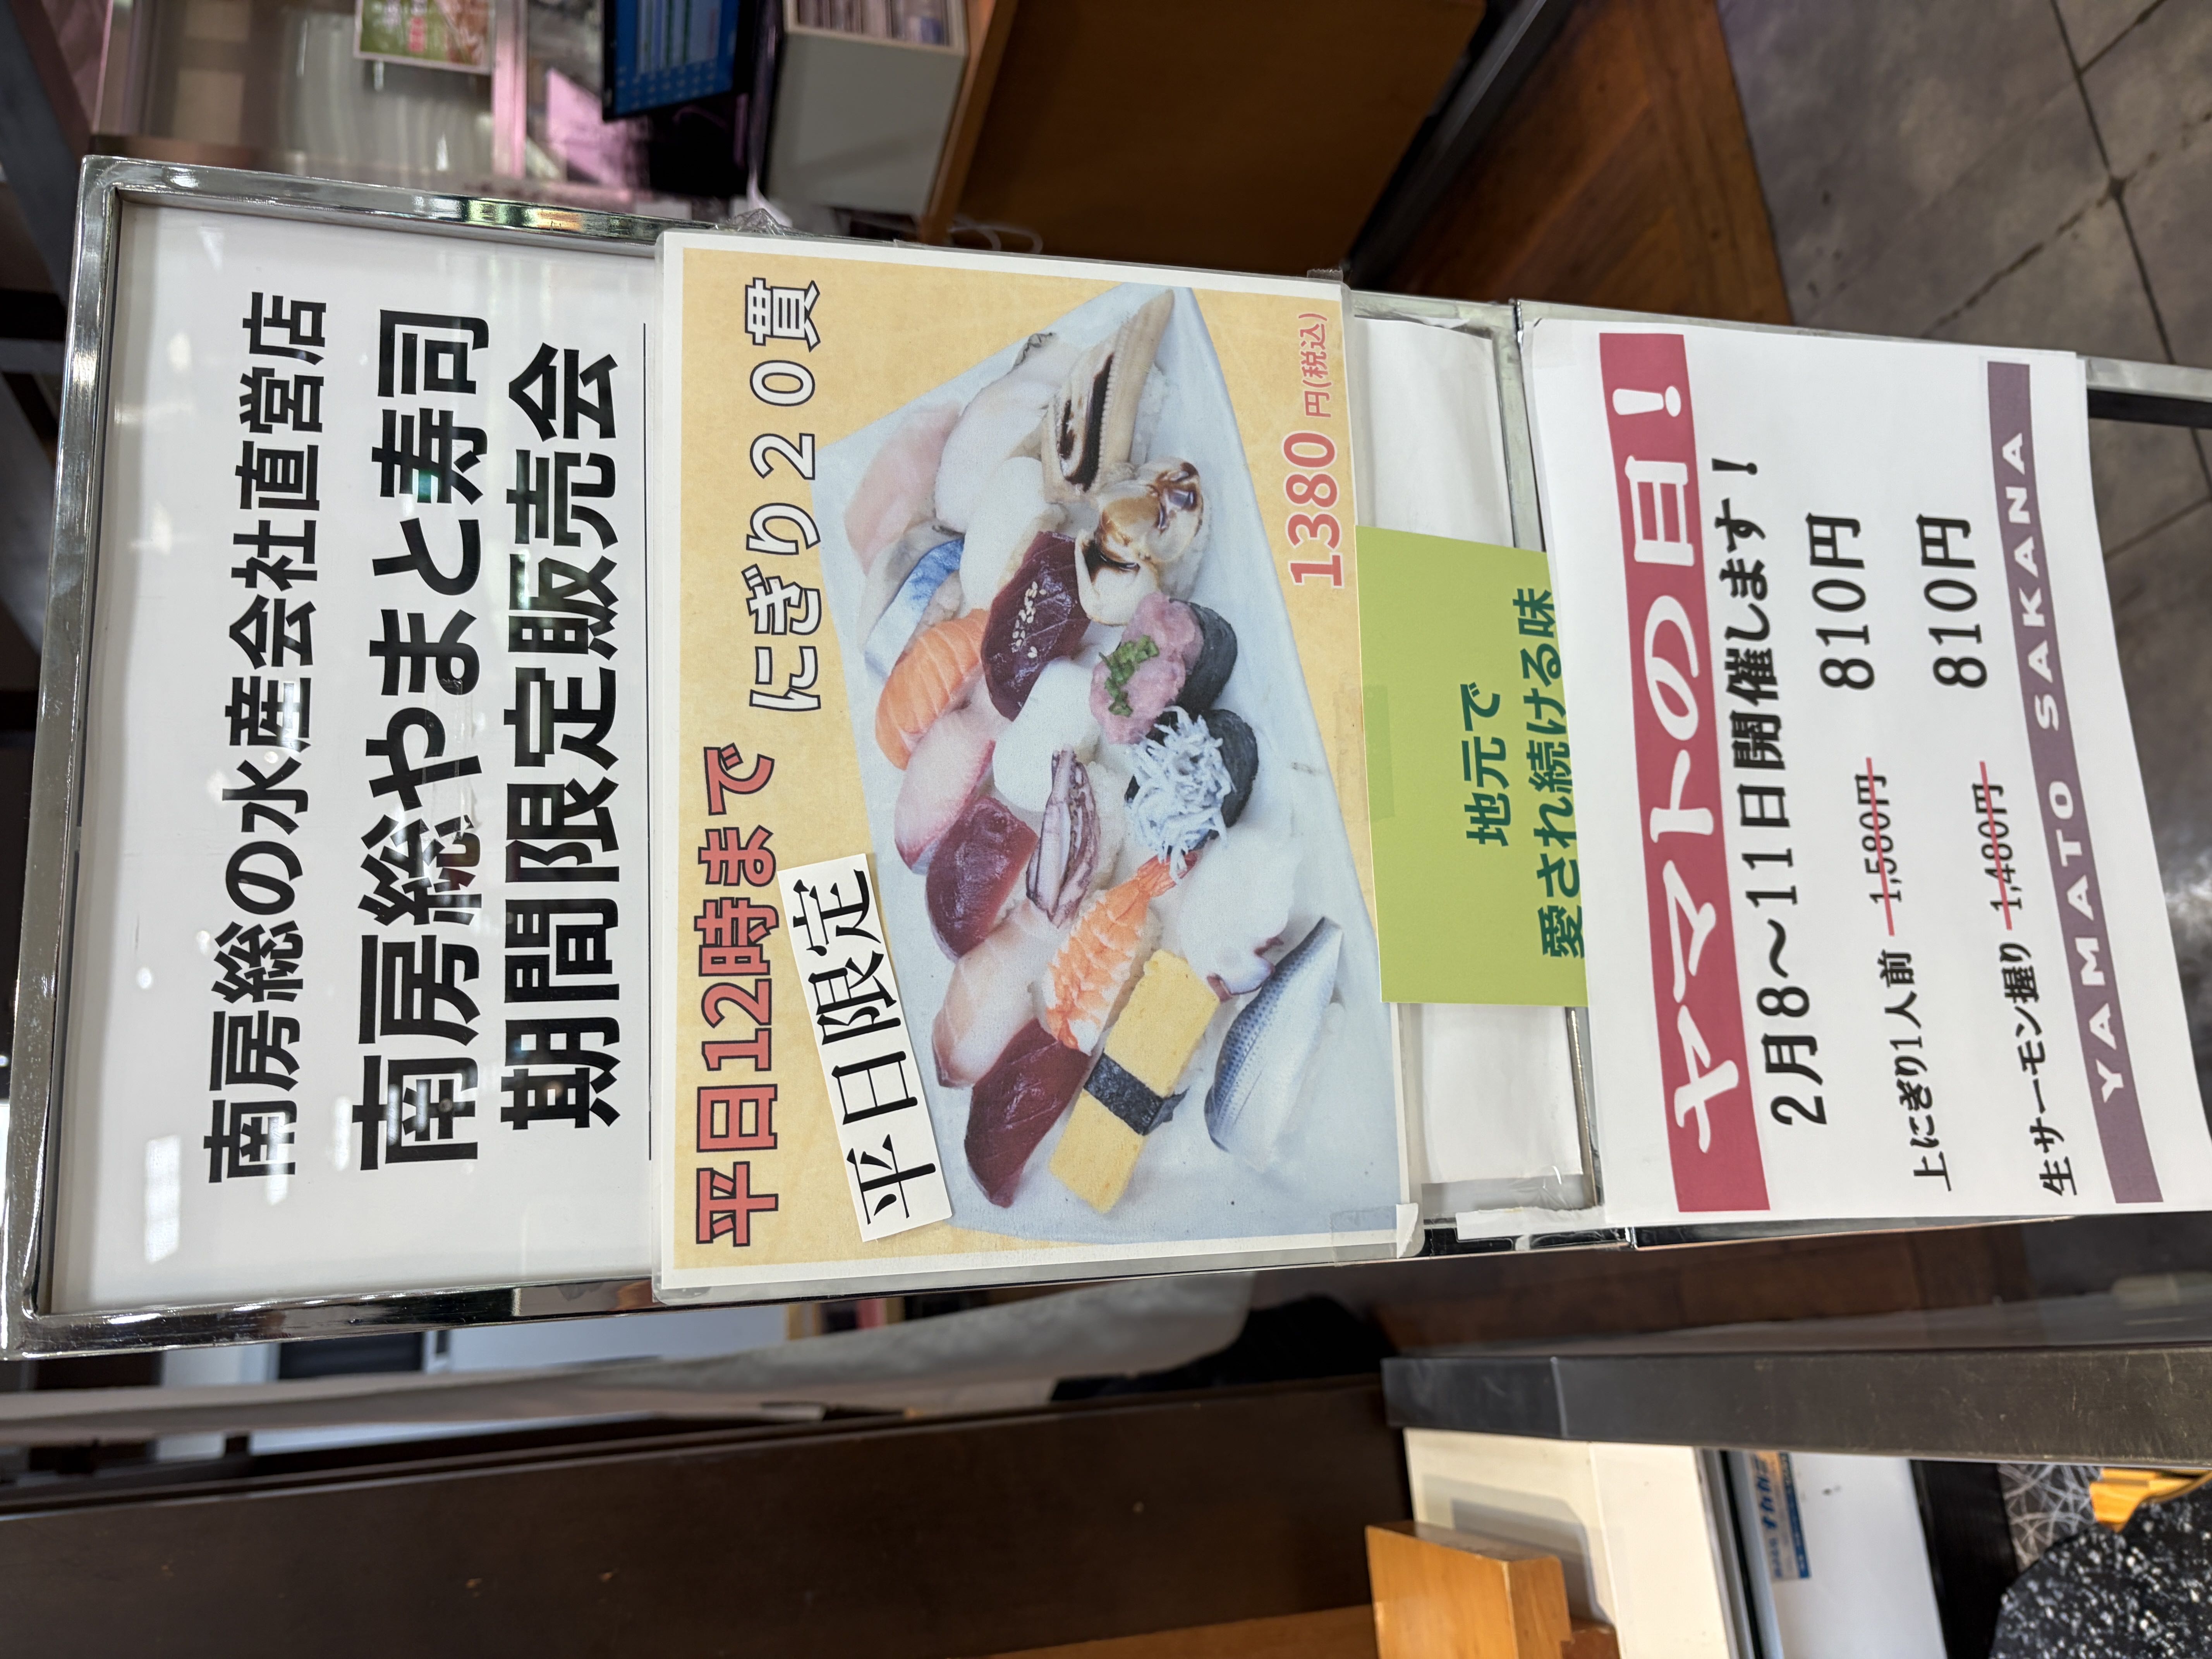 南房総の水産会社直営店
南房総やまと寿司
期間限定販売会
平日12時まで
にぎり20貫
平日限定
1380円(税込)
地元で
愛され続ける味
ヤマトの日!
2月8～11日開催します!
上にぎり1人前 1,580円 810円
生サーモン握り 1,480円 810円
YAMATO SAKANA